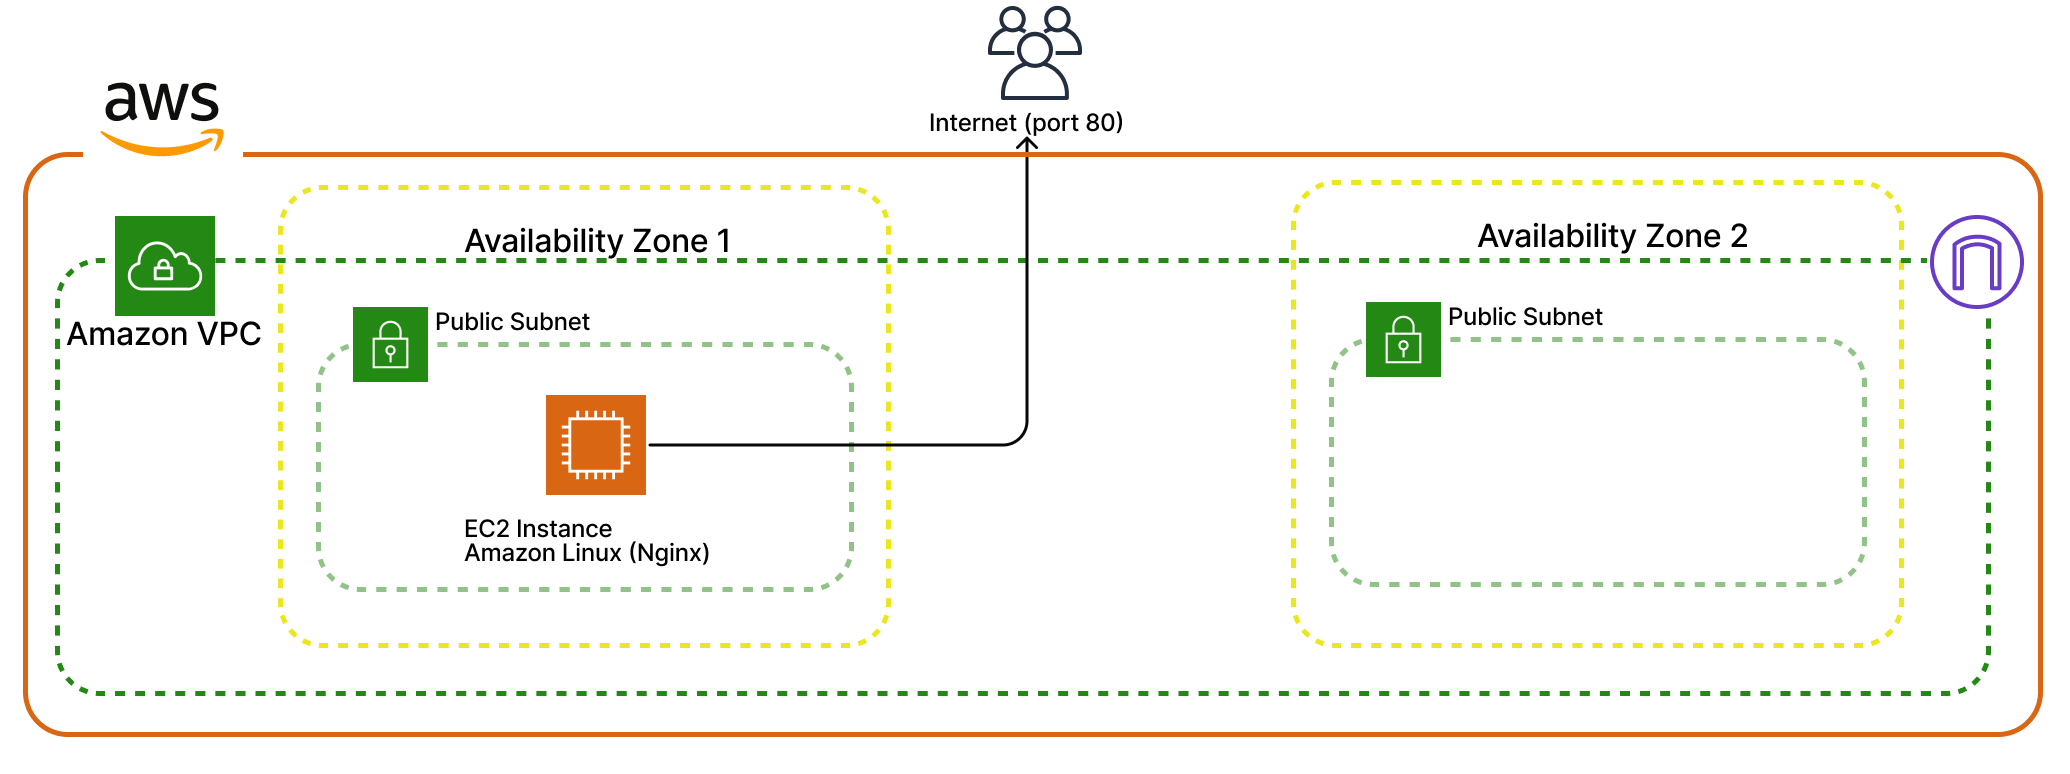 Internet (port 80)
aws
Availability Zone 1
Availability Zone 2
Amazon VPC
Public Subnet
Public Subnet
EC2 Instance
Amazon Linux (Nginx)